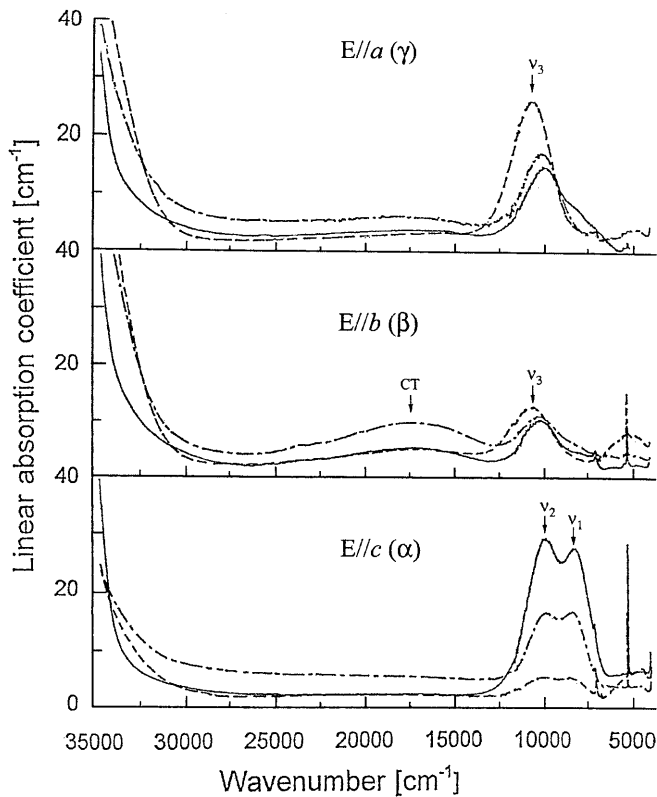 40
E//a (γ)
ν3
20
40
E//b (β)
CT
ν3
20
40
E//c (α)
ν2
ν1
20
0
35000 30000 25000 20000 15000 10000 5000
Wavenumber [cm-1]
Linear absorption coefficient [cm-1]